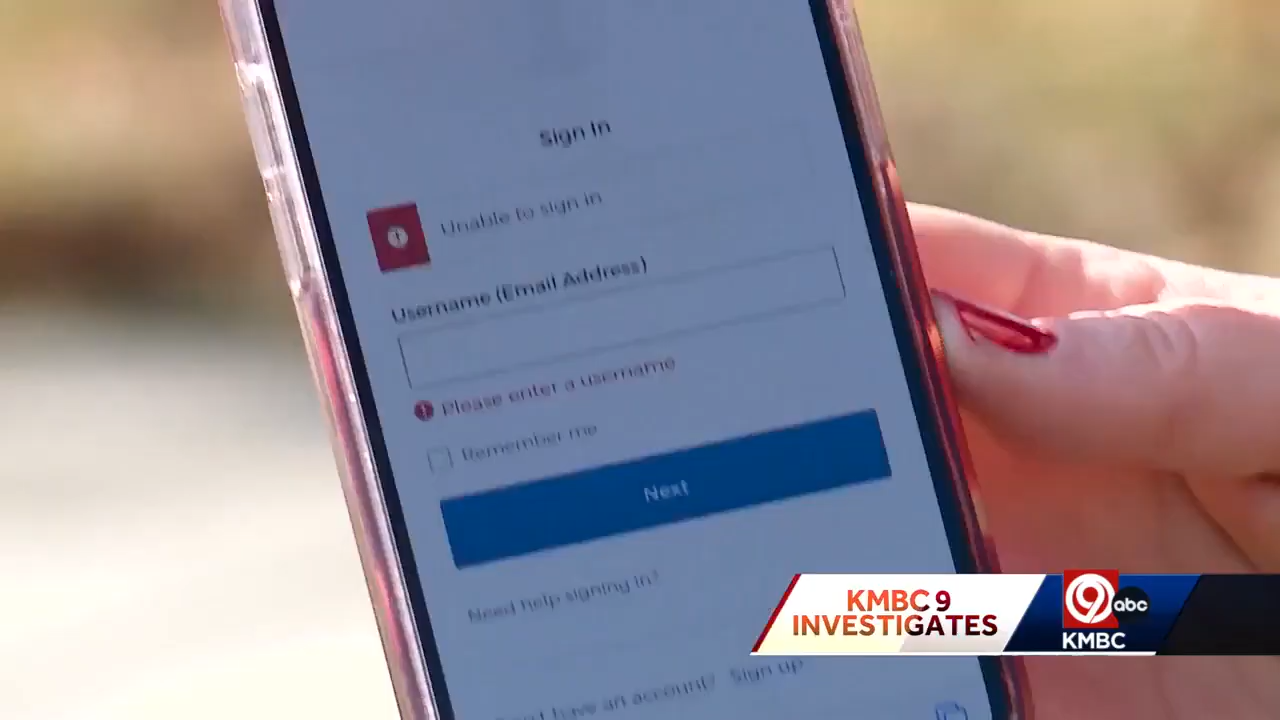 Sign In
Unable to sign in
Username (Email Address)
Please enter a username
Remember me
Next
Need help signing in?
have an account? Sign up
KMBC 9
INVESTIGATES
9 abc
KMBC